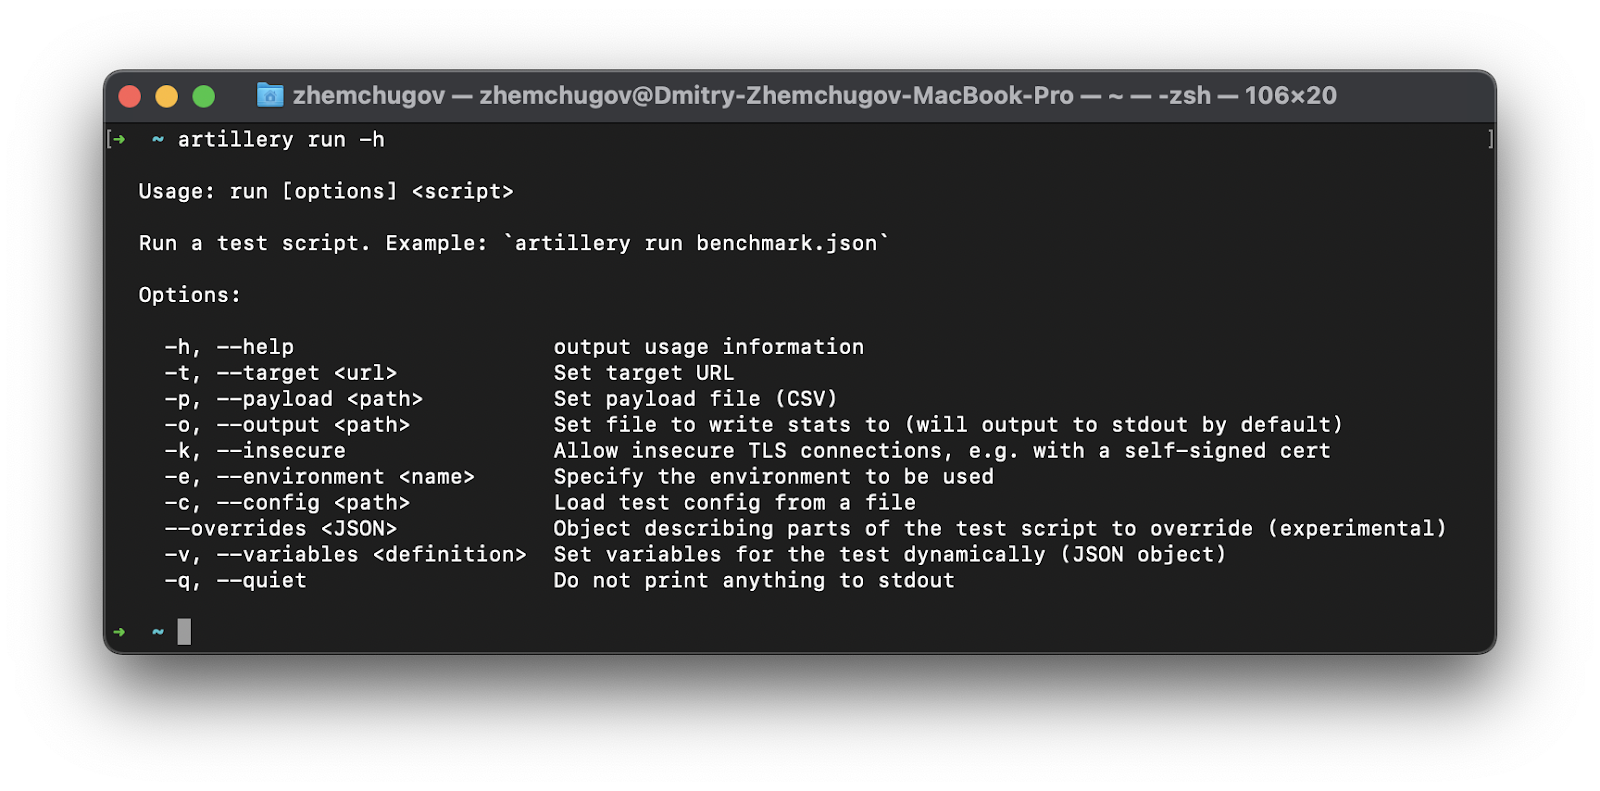 zhemchugov — zhemchugov@Dmitry-Zhemchugov-MacBook-Pro — ~ — -zsh — 106×20
[➜  ~ artillery run -h ]
Usage: run [options] <script>
Run a test script. Example: `artillery run benchmark.json`
Options:
-h, --help                   output usage information
-t, --target <url>           Set target URL
-p, --payload <path>         Set payload file (CSV)
-o, --output <path>          Set file to write stats to (will output to stdout by default)
-k, --insecure               Allow insecure TLS connections, e.g. with a self-signed cert
-e, --environment <name>     Specify the environment to be used
-c, --config <path>          Load test config from a file
--overrides <JSON>           Object describing parts of the test script to override (experimental)
-v, --variables <definition> Set variables for the test dynamically (JSON object)
-q, --quiet                  Do not print anything to stdout
➜  ~